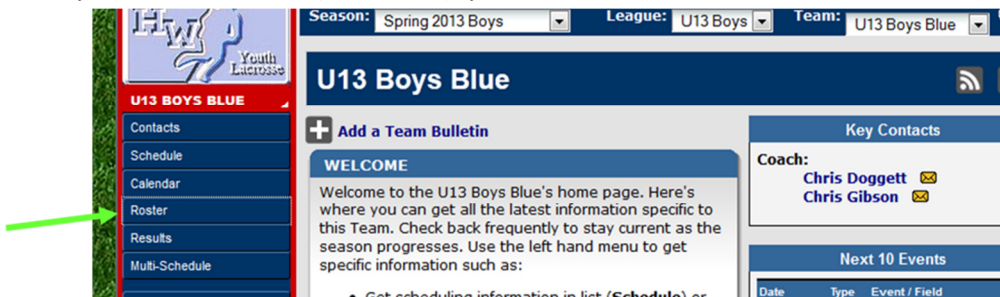 Season: Spring 2013 Boys League: U13 Boys Team: U13 Boys Blue
HW
Youth
Lacrosse
U13 Boys Blue
U13 BOYS BLUE
Contacts
Schedule
Calendar
Roster
Results
Multi-Schedule
Add a Team Bulletin
WELCOME
Welcome to the U13 Boys Blue's home page. Here's
where you can get all the latest information specific to
this Team. Check back frequently to stay current as the
season progresses. Use the left hand menu to get
specific information such as:
• Get scheduling information in list (Schedule) or
Key Contacts
Coach:
Chris Doggett
Chris Gibson
Next 10 Events
Date Type Event / Field